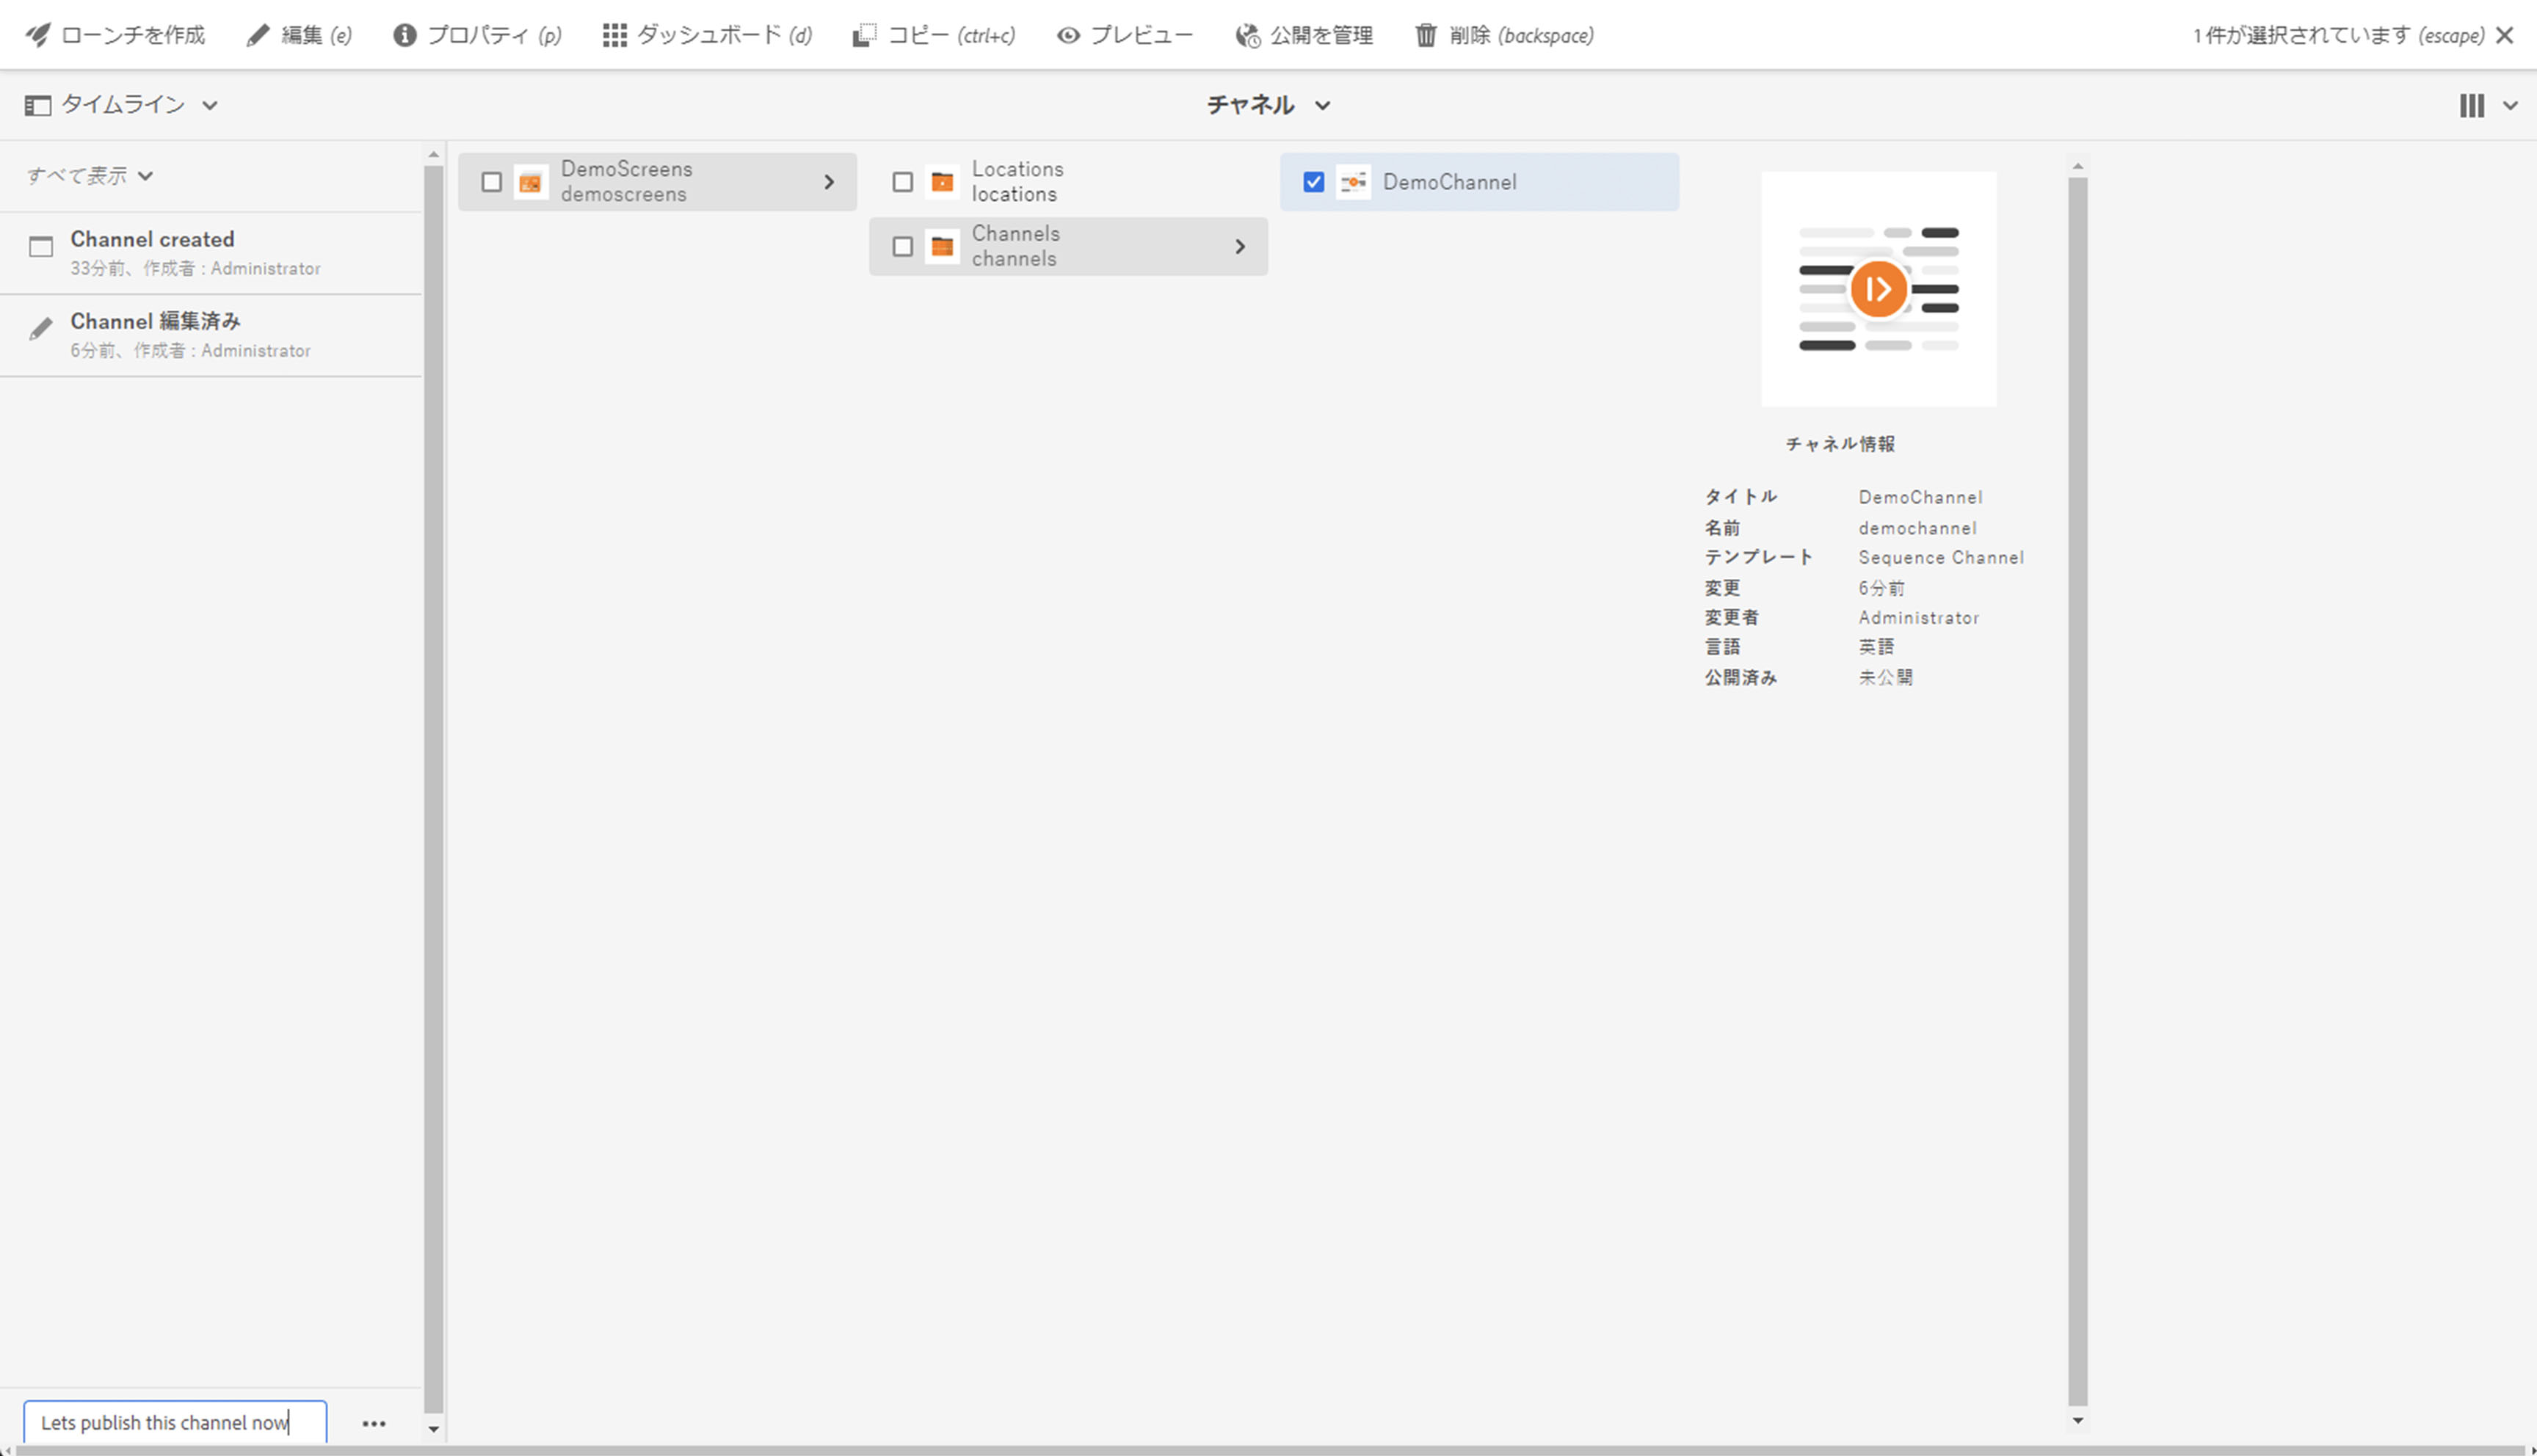 ローンチを作成 編集 (e) プロパティ (p) ダッシュボード (d) コピー (ctrl+c) プレビュー 公開を管理 削除 (backspace) 1 件が選択されています (escape)
タイムライン チャネル
すべて表示
Channel created
33分前、作成者 : Administrator
Channel 編集済み
6分前、作成者 : Administrator
DemoScreens
demoscreens
Locations
locations
Channels
channels
DemoChannel
チャネル情報
タイトル DemoChannel
名前 demochannel
テンプレート Sequence Channel
変更 6分前
変更者 Administrator
言語 英語
公開済み 未公開
Lets publish this channel now